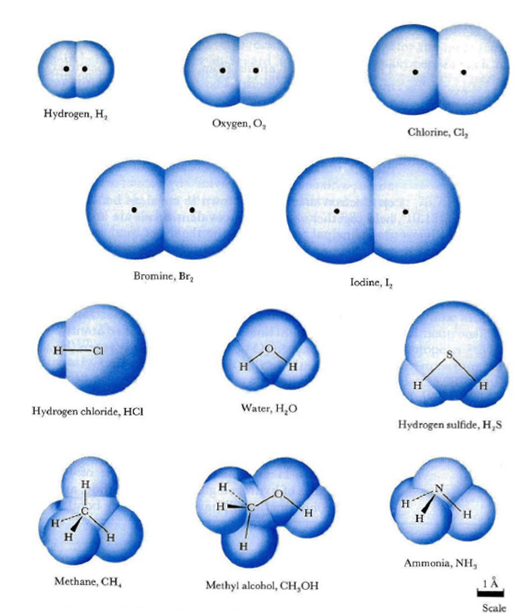 Hydrogen, H₂
Oxygen, O₂
Chlorine, Cl₂
Bromine, Br₂
Iodine, I₂
H Cl
Hydrogen chloride, HCl
O
H H
Water, H₂O
S
H H
Hydrogen sulfide, H₂S
H
C
H
H H
Methane, CH₄
H
O
H C H
H
Methyl alcohol, CH₃OH
N
H
H H
Ammonia, NH₃
1 Å
Scale